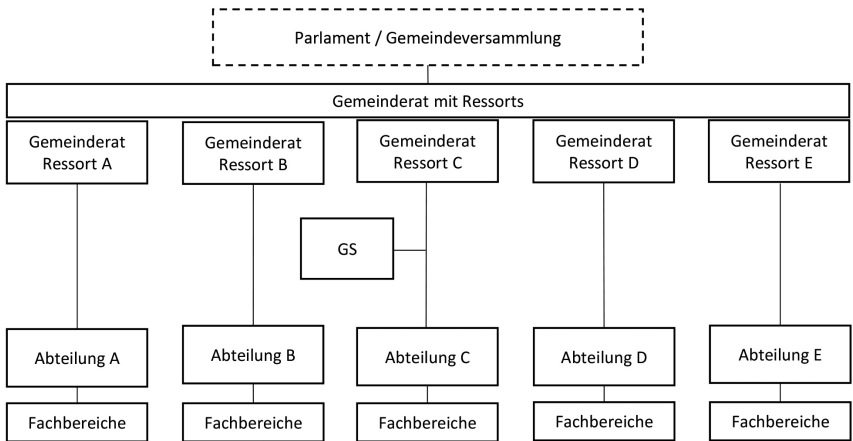 Parlament / Gemeindeversammlung
Gemeinderat mit Ressorts
Gemeinderat
Ressort A
Gemeinderat
Ressort B
Gemeinderat
Ressort C
Gemeinderat
Ressort D
Gemeinderat
Ressort E
GS
Abteilung A
Abteilung B
Abteilung C
Abteilung D
Abteilung E
Fachbereiche
Fachbereiche
Fachbereiche
Fachbereiche
Fachbereiche